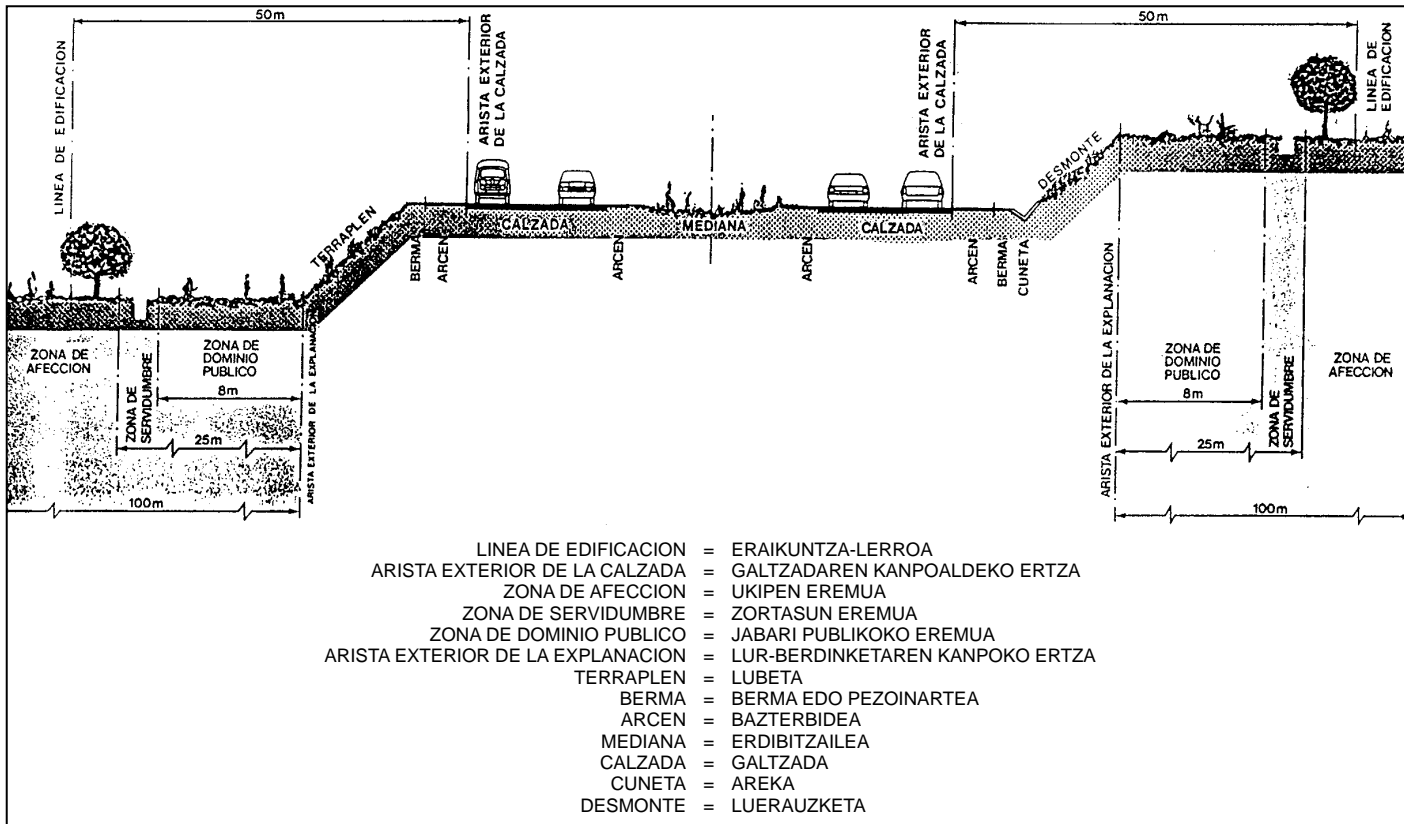 50m
50m
LINEA DE EDIFICACION
ARISTA EXTERIOR
DE LA CALZADA
ARISTA EXTERIOR
DE LA CALZADA
LINEA DE
EDIFICACION
TERRAPLEN
DESMONTE
CALZADA
MEDIANA
CALZADA
BERMA
ARCEN
ARCEN
ARCEN
ARCEN
BERMA
CUNETA
ZONA DE
AFECCION
ZONA DE
SERVIDUMBRE
ZONA DE
DOMINIO
PUBLICO
8m
25m
100m
ARISTA EXTERIOR DE LA EXPLANACION
ARISTA EXTERIOR DE LA EXPLANACION
ZONA DE
DOMINIO
PUBLICO
8m
ZONA DE
SERVIDUMBRE
ZONA DE
AFECCION
25m
100m
LINEA DE EDIFICACION = ERAIKUNTZA-LERROA
ARISTA EXTERIOR DE LA CALZADA = GALTZADAREN KANPOALDEKO ERTZA
ZONA DE AFECCION = UKIPEN EREMUA
ZONA DE SERVIDUMBRE = ZORTASUN EREMUA
ZONA DE DOMINIO PUBLICO = JABARI PUBLIKOKO EREMUA
ARISTA EXTERIOR DE LA EXPLANACION = LUR-BERDINKETAREN KANPOKO ERTZA
TERRAPLEN = LUBETA
BERMA = BERMA EDO PEZOINARTEA
ARCEN = BAZTERBIDEA
MEDIANA = ERDIBITZAILEA
CALZADA = GALTZADA
CUNETA = AREKA
DESMONTE = LUERAUZKETA